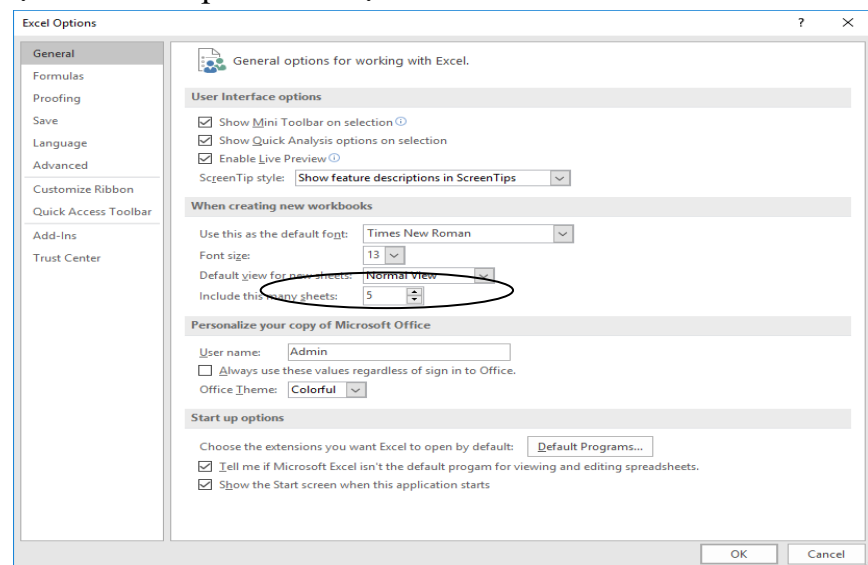 Excel Options ? ×
General
Formulas
Proofing
Save
Language
Advanced
Customize Ribbon
Quick Access Toolbar
Add-Ins
Trust Center
General options for working with Excel.
User Interface options
Show Mini Toolbar on selection
Show Quick Analysis options on selection
Enable Live Preview
ScreenTip style: Show feature descriptions in ScreenTips
When creating new workbooks
Use this as the default font: Times New Roman
Font size: 13
Default view for new sheets: Normal View
Include this many sheets: 5
Personalize your copy of Microsoft Office
User name: Admin
Always use these values regardless of sign in to Office.
Office Theme: Colorful
Start up options
Choose the extensions you want Excel to open by default: Default Programs...
Tell me if Microsoft Excel isn't the default progam for viewing and editing spreadsheets.
Show the Start screen when this application starts
OK Cancel